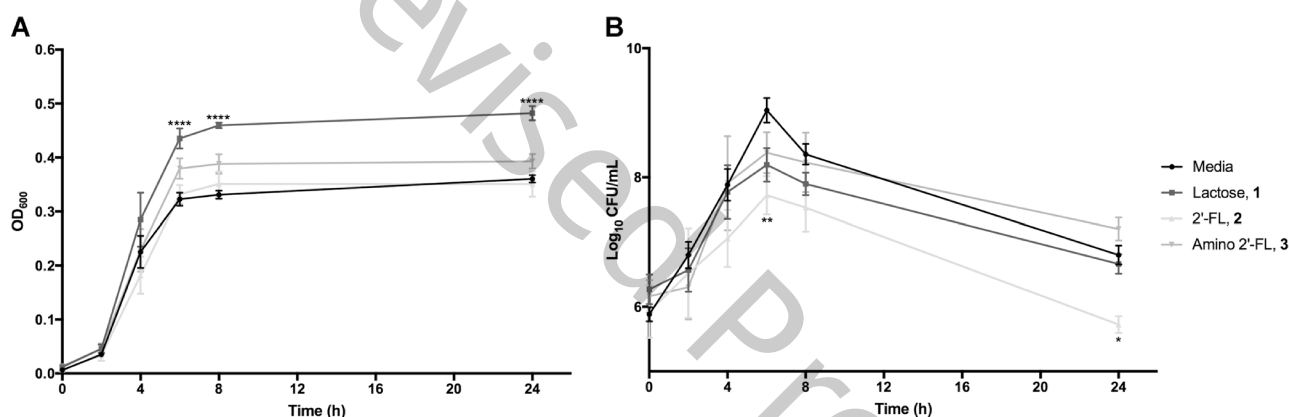 A
B
0.6
0.5
0.4
0.3
0.2
0.1
0.0
OD600
****
****
****
0 4 8 12 16 20 24
Time (h)
10
8
6
Log10 CFU/mL
**
*
0 4 8 12 16 20 24
Time (h)
Media
Lactose, 1
2'-FL, 2
Amino 2'-FL, 3
evised Pro